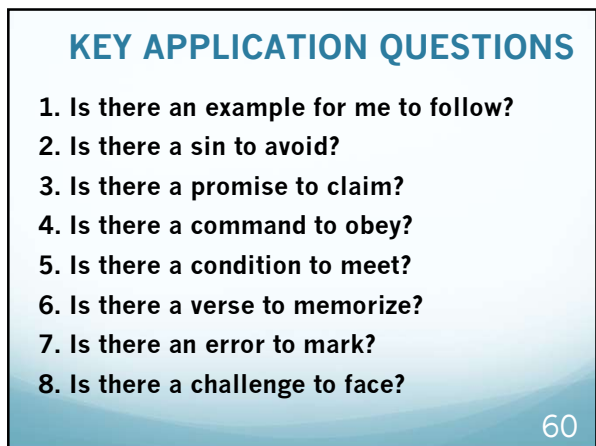 KEY APPLICATION QUESTIONS
1. Is there an example for me to follow?
2. Is there a sin to avoid?
3. Is there a promise to claim?
4. Is there a command to obey?
5. Is there a condition to meet?
6. Is there a verse to memorize?
7. Is there an error to mark?
8. Is there a challenge to face?
60